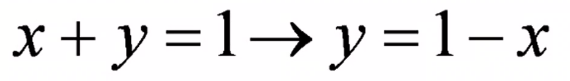 x + y = 1 → y = 1 − x